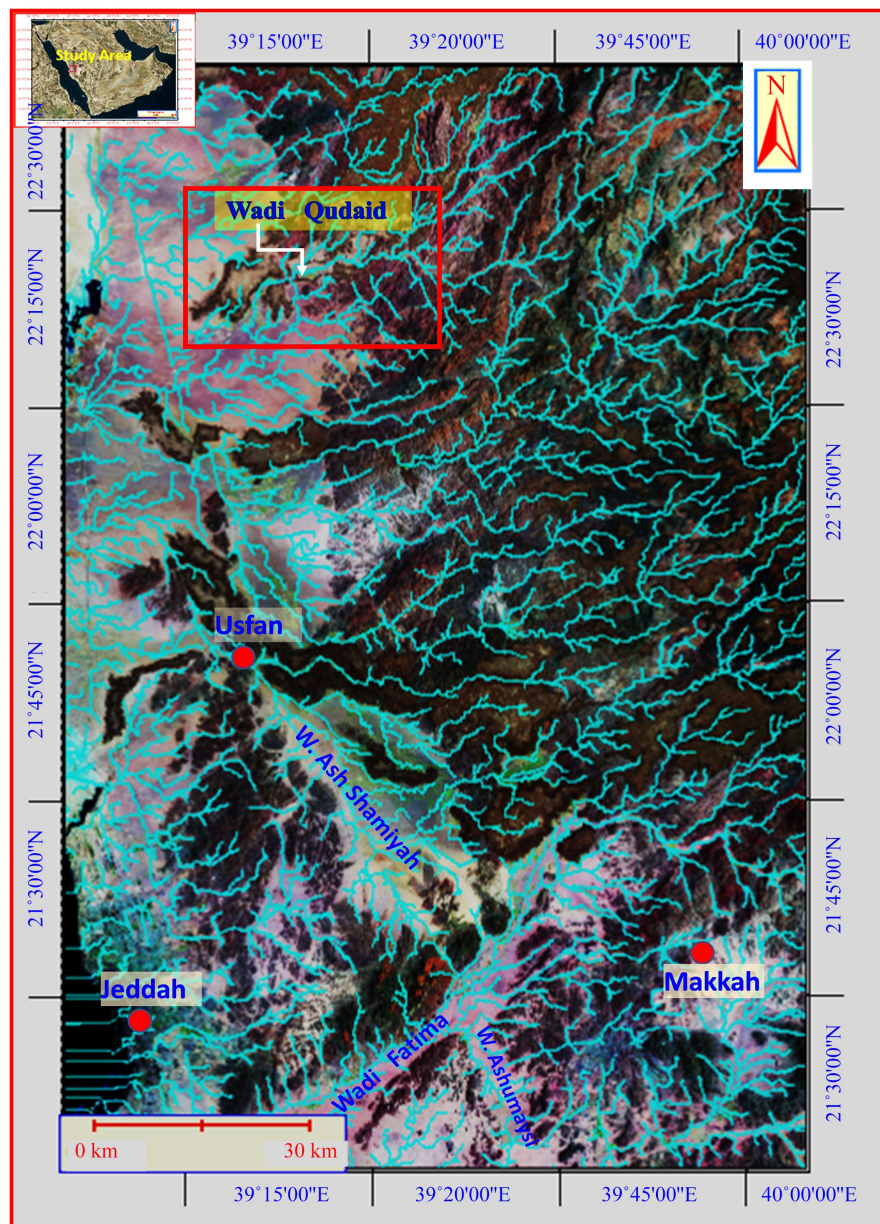 Study Area
39°15'00"E
39°20'00"E
39°45'00"E
40°00'00"E
N
22°30'00"N
22°15'00"N
22°00'00"N
21°45'00"N
21°30'00"N
22°30'00"N
22°15'00"N
22°00'00"N
21°45'00"N
21°30'00"N
Wadi Qudaid
Usfan
W. Ash Shamiyah
Makkah
Jeddah
Wadi Fatima
W. Ashumaysi
0 km
30 km
39°15'00"E
39°20'00"E
39°45'00"E
40°00'00"E